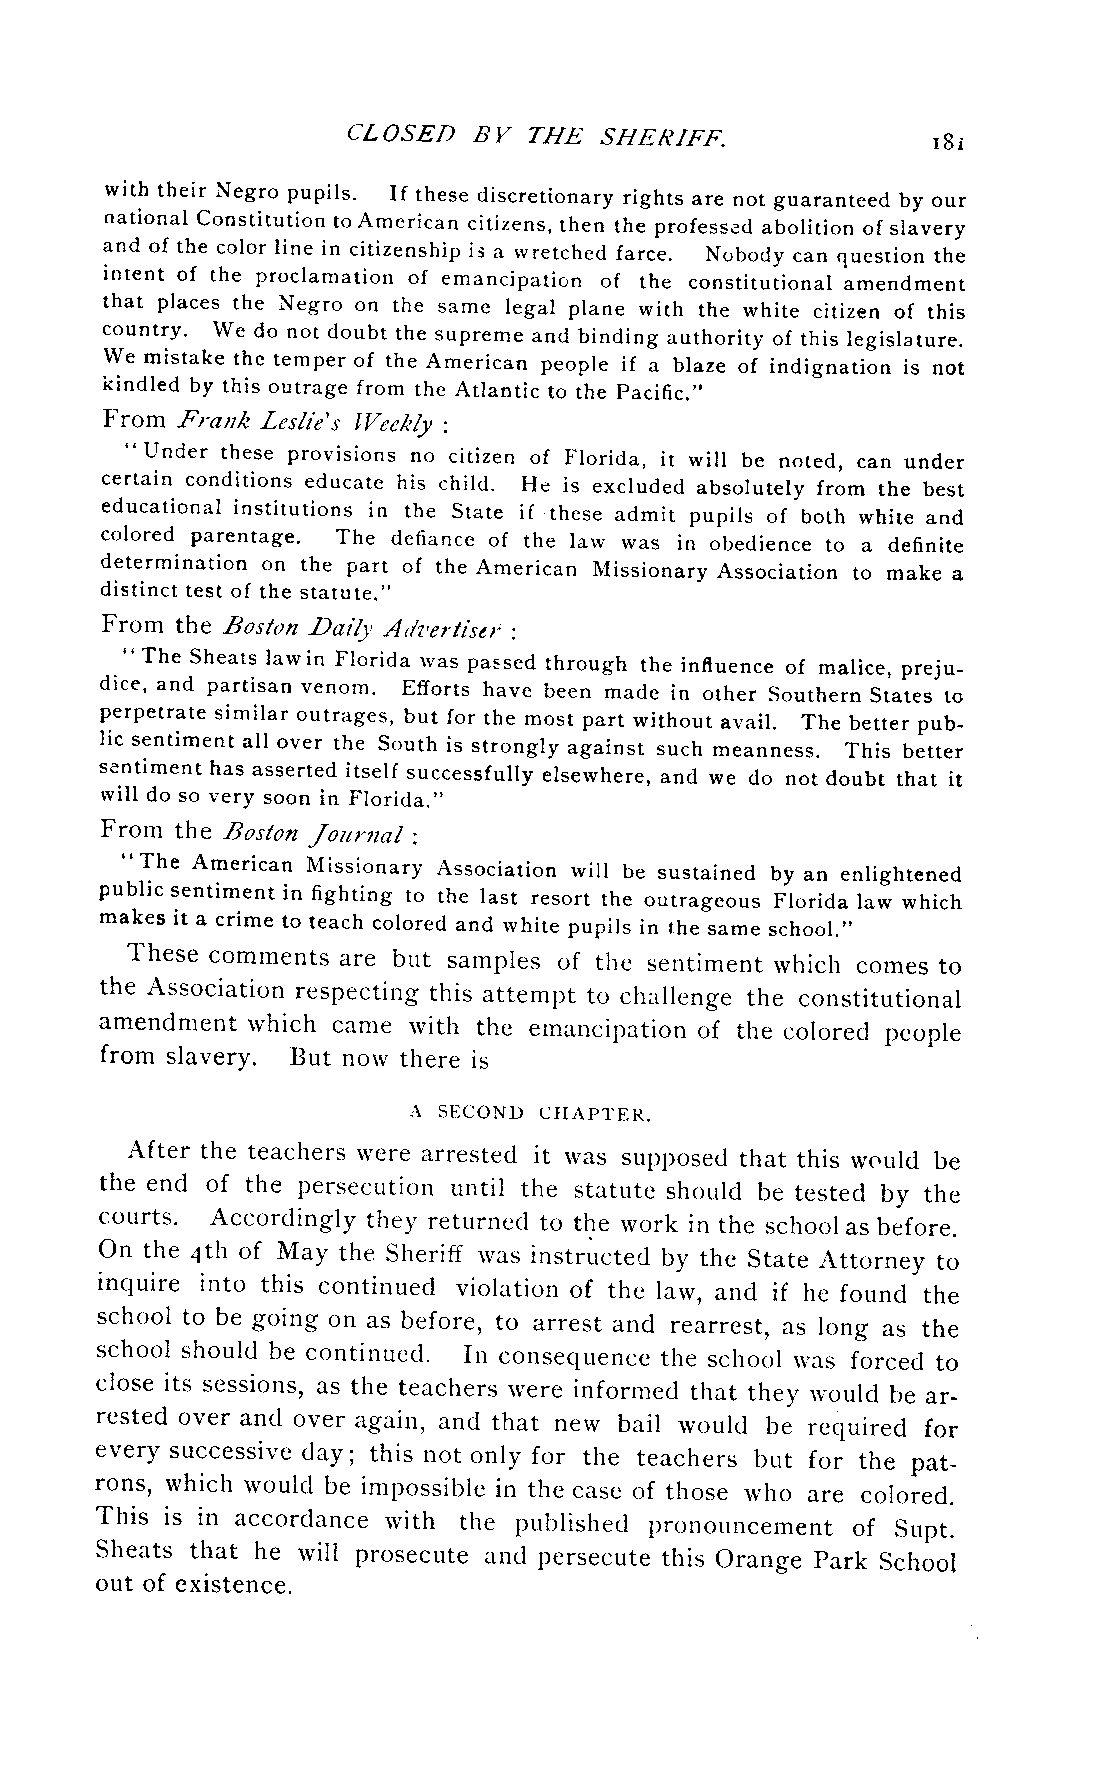 CLOSED BY THE SHERIFF. 181
with their Negro pupils. If these discretionary rights are not guaranteed by our
national Constitution to American citizens, then the professed abolition of slavery
and of the color line in citizenship is a wretched farce. Nobody can question the
intent of the proclamation of emancipation of the constitutional amendment
that places the Negro on the same legal plane with the white citizen of this
country. We do not doubt the supreme and binding authority of this legislature.
We mistake the temper of the American people if a blaze of indignation is not
kindled by this outrage from the Atlantic to the Pacific."
From Frank Leslie's Weekly :
"Under these provisions no citizen of Florida, it will be noted, can under
certain conditions educate his child. He is excluded absolutely from the best
educational institutions in the State if these admit pupils of both white and
colored parentage. The defiance of the law was in obedience to a definite
determination on the part of the American Missionary Association to make a
distinct test of the statute."
From the Boston Daily Advertiser :
"The Sheats law in Florida was passed through the influence of malice, preju-
dice, and partisan venom. Efforts have been made in other Southern States to
perpetrate similar outrages, but for the most part without avail. The better pub-
lic sentiment all over the South is strongly against such meanness. This better
sentiment has asserted itself successfully elsewhere, and we do not doubt that it
will do so very soon in Florida."
From the Boston Journal :
"The American Missionary Association will be sustained by an enlightened
public sentiment in fighting to the last resort the outrageous Florida law which
makes it a crime to teach colored and white pupils in the same school."
These comments are but samples of the sentiment which comes to
the Association respecting this attempt to challenge the constitutional
amendment which came with the emancipation of the colored people
from slavery. But now there is
A SECOND CHAPTER.
After the teachers were arrested it was supposed that this would be
the end of the persecution until the statute should be tested by the
courts. Accordingly they returned to the work in the school as before.
On the 4th of May the Sheriff was instructed by the State Attorney to
inquire into this continued violation of the law, and if he found the
school to be going on as before, to arrest and rearrest, as long as the
school should be continued. In consequence the school was forced to
close its sessions, as the teachers were informed that they would be ar-
rested over and over again, and that new bail would be required for
every successive day; this not only for the teachers but for the pat-
rons, which would be impossible in the case of those who are colored.
This is in accordance with the published pronouncement of Supt.
Sheats that he will prosecute and persecute this Orange Park School
out of existence.